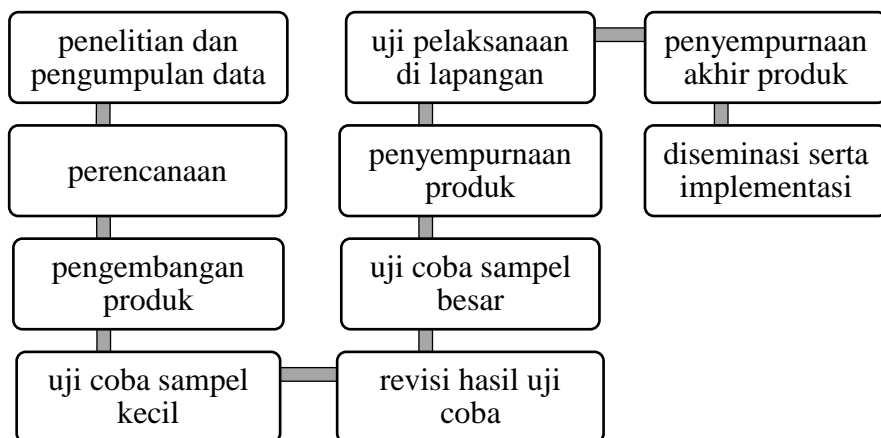 penelitian dan
pengumpulan data
perencanaan
pengembangan
produk
uji coba sampel
kecil
revisi hasil uji
coba
uji coba sampel
besar
penyempurnaan
produk
uji pelaksanaan
di lapangan
penyempurnaan
akhir produk
diseminasi serta
implementasi